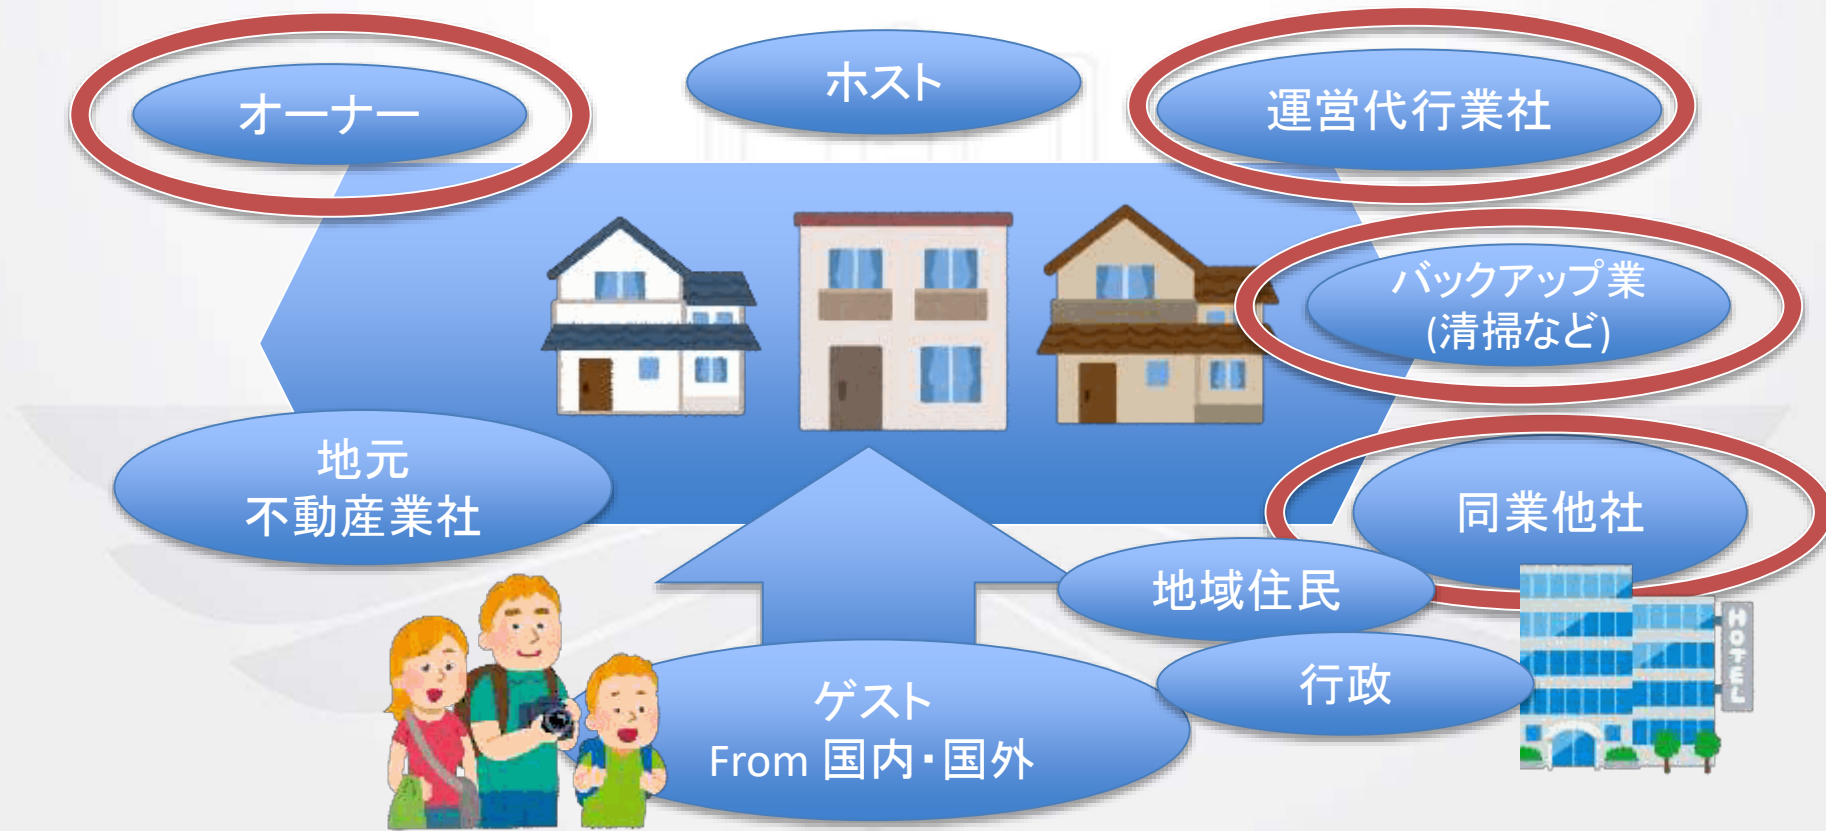 オーナー
ホスト
運営代行業社
バックアップ業
(清掃など)
地元
不動産業社
同業他社
地域住民
行政
ゲスト
From 国内・国外
HOTEL